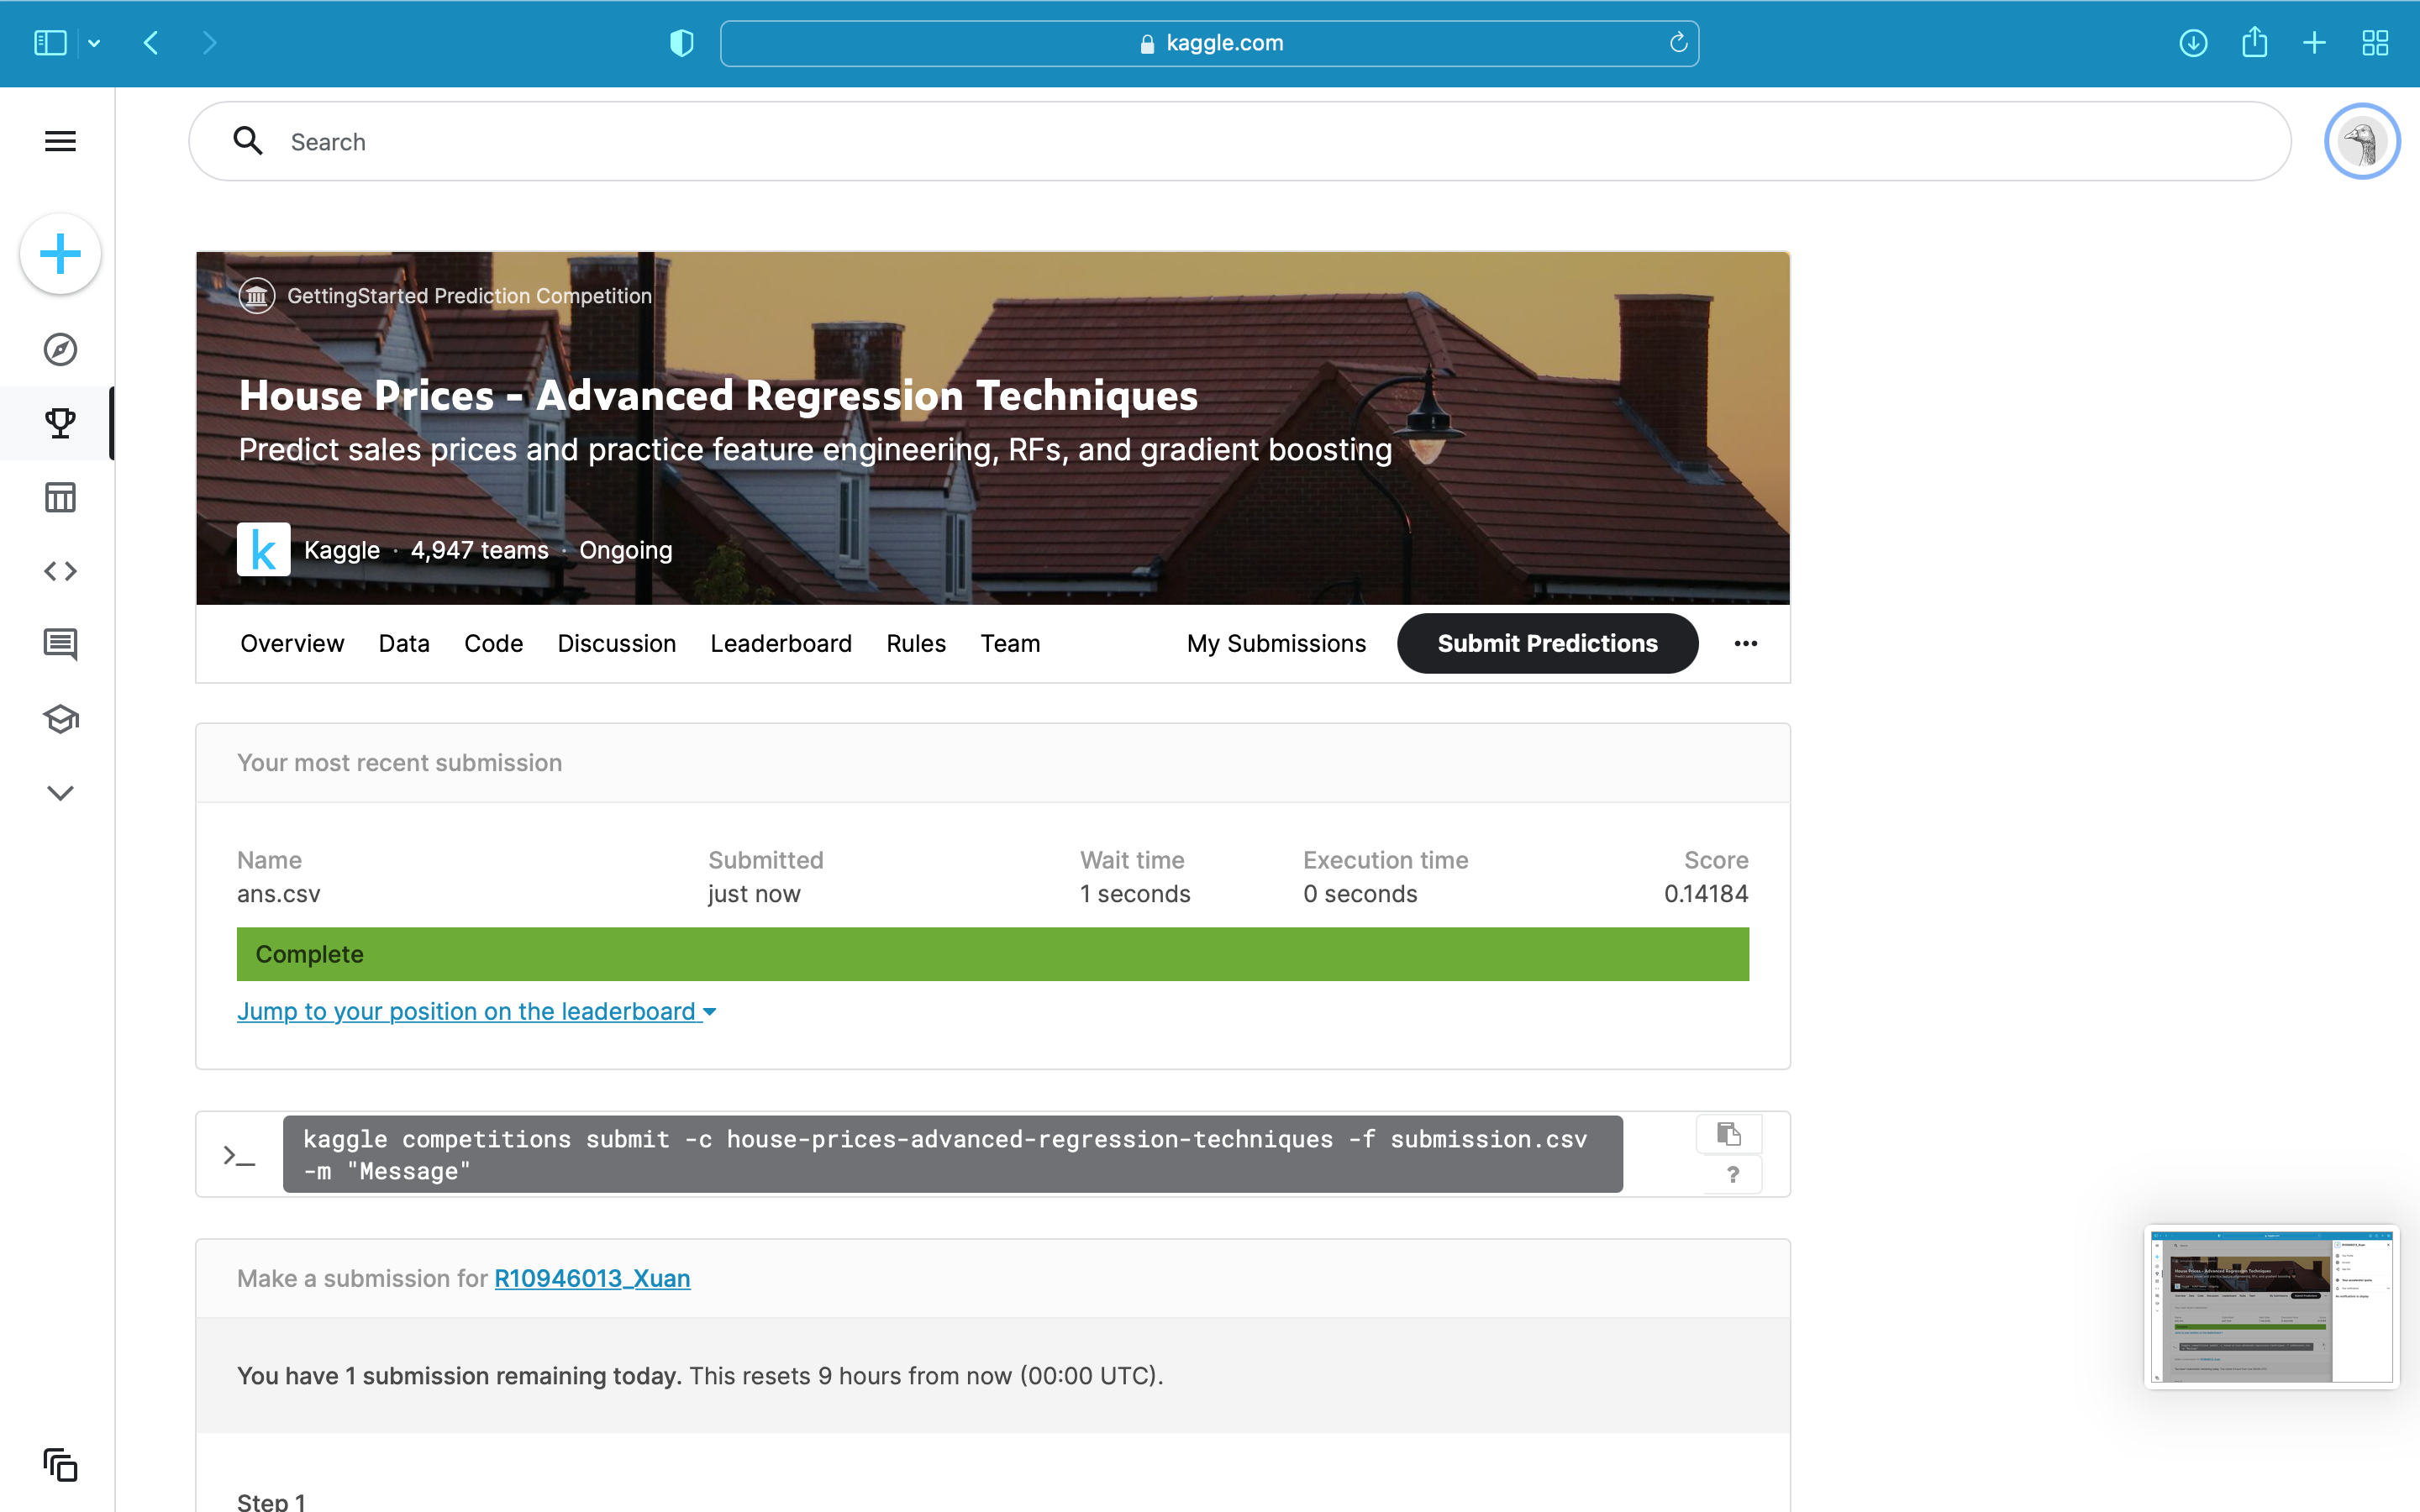 kaggle.com
Search
GettingStarted Prediction Competition
House Prices - Advanced Regression Techniques
Predict sales prices and practice feature engineering, RFs, and gradient boosting
k Kaggle · 4,947 teams · Ongoing
Overview Data Code Discussion Leaderboard Rules Team My Submissions Submit Predictions
Your most recent submission
Name Submitted Wait time Execution time Score
ans.csv just now 1 seconds 0 seconds 0.14184
Complete
Jump to your position on the leaderboard
>_ kaggle competitions submit -c house-prices-advanced-regression-techniques -f submission.csv
-m "Message"
?
Make a submission for R10946013_Xuan
You have 1 submission remaining today. This resets 9 hours from now (00:00 UTC).
Step 1